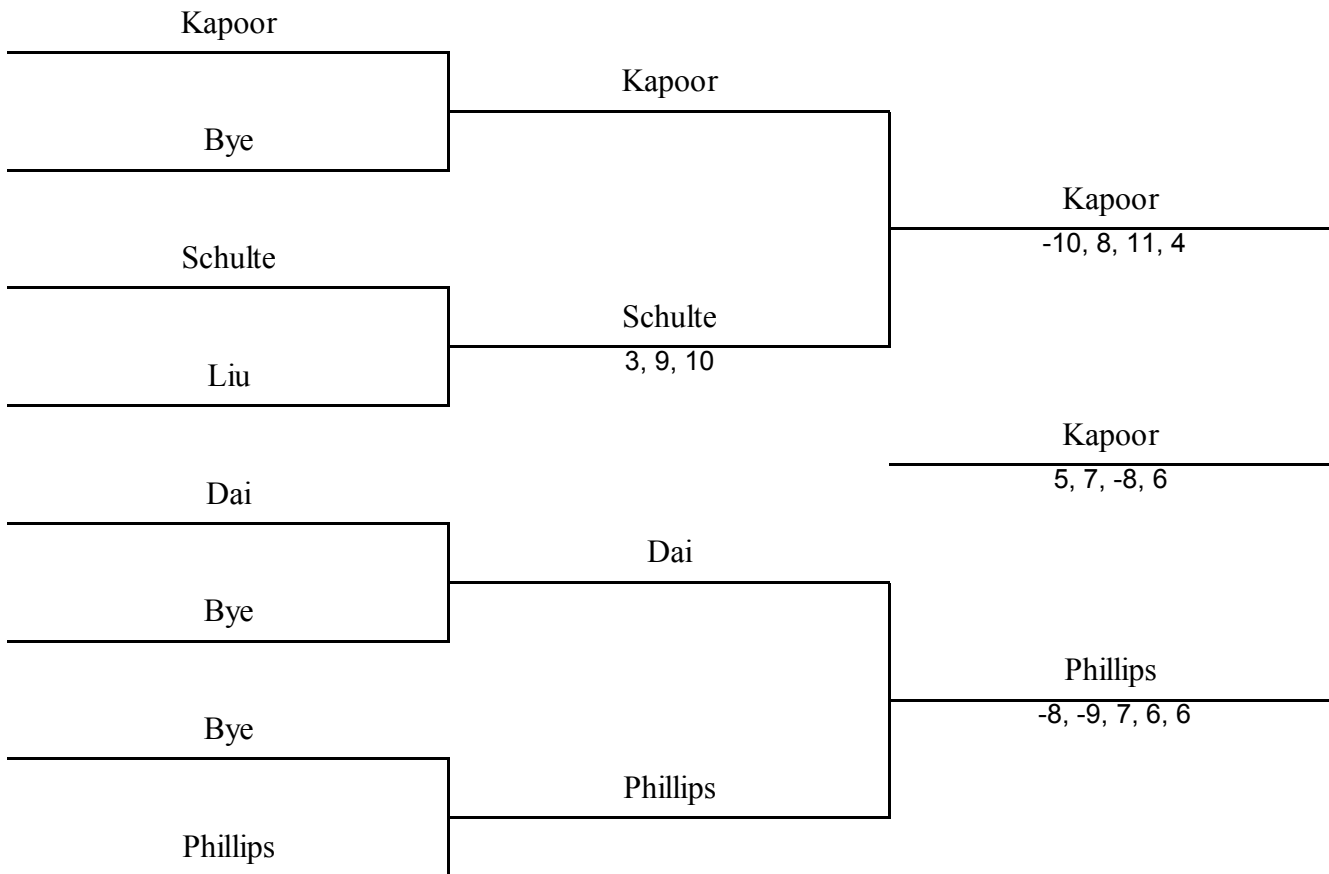 Kapoor
Bye
Schulte
Liu
Dai
Bye
Bye
Phillips
Kapoor
Schulte
3, 9, 10
Dai
Phillips
Kapoor
-10, 8, 11, 4
Kapoor
5, 7, -8, 6
Phillips
-8, -9, 7, 6, 6